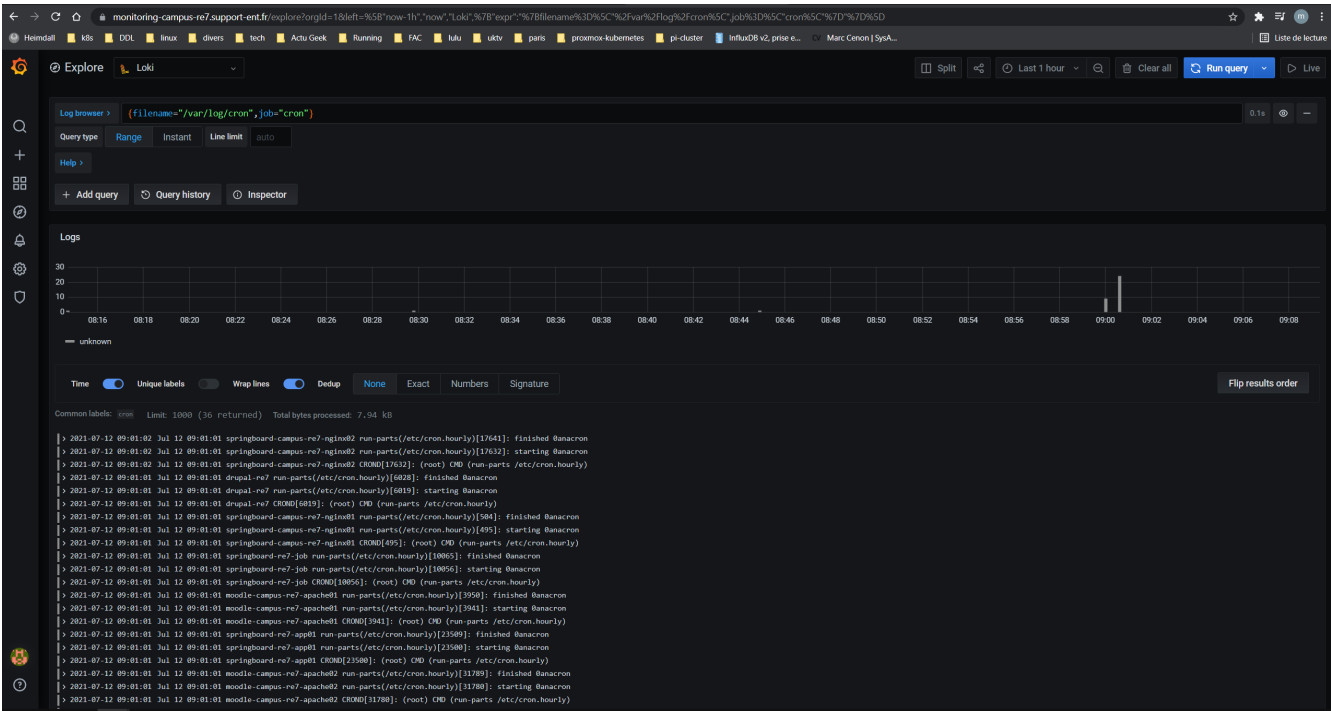 monitoring-campus-re7.support-ent.fr/explore?orgId=1&left=%5B"now-1h","now","Loki",%7B"expr":"%7Bfilename%3D%5C"%2Fvar%2Flog%2Fcron%5C",job%3D%5C"cron%5C"%7D"%7D%5D
m
Heimdall k8s DDL linux divers tech Actu Geek Running FAC lulu uktv paris proxmox-kubernetes pi-cluster InfluxDB v2, prise e... CV Marc Cenon | SysA... Liste de lecture
Explore Loki Split Last 1 hour Clear all Run query Live
Log browser > {filename="/var/log/cron",job="cron"} 0.1s
Query type Range Instant Line limit auto
Help >
+ Add query Query history Inspector
Logs
30
20
10
0
08:16 08:18 08:20 08:22 08:24 08:26 08:28 08:30 08:32 08:34 08:36 08:38 08:40 08:42 08:44 08:46 08:48 08:50 08:52 08:54 08:56 08:58 09:00 09:02 09:04 09:06 09:08
unknown
Time Unique labels Wrap lines Dedup None Exact Numbers Signature Flip results order
Common labels: cron Limit: 1000 (36 returned) Total bytes processed: 7.94 kB
> 2021-07-12 09:01:02 Jul 12 09:01:01 springboard-campus-re7-nginx02 run-parts(/etc/cron.hourly)[17641]: finished 0anacron
> 2021-07-12 09:01:02 Jul 12 09:01:01 springboard-campus-re7-nginx02 run-parts(/etc/cron.hourly)[17632]: starting 0anacron
> 2021-07-12 09:01:02 Jul 12 09:01:01 springboard-campus-re7-nginx02 CROND[17632]: (root) CMD (run-parts /etc/cron.hourly)
> 2021-07-12 09:01:01 Jul 12 09:01:01 drupal-re7 run-parts(/etc/cron.hourly)[6028]: finished 0anacron
> 2021-07-12 09:01:01 Jul 12 09:01:01 drupal-re7 run-parts(/etc/cron.hourly)[6019]: starting 0anacron
> 2021-07-12 09:01:01 Jul 12 09:01:01 drupal-re7 CROND[6019]: (root) CMD (run-parts /etc/cron.hourly)
> 2021-07-12 09:01:01 Jul 12 09:01:01 springboard-campus-re7-nginx01 run-parts(/etc/cron.hourly)[504]: finished 0anacron
> 2021-07-12 09:01:01 Jul 12 09:01:01 springboard-campus-re7-nginx01 run-parts(/etc/cron.hourly)[495]: starting 0anacron
> 2021-07-12 09:01:01 Jul 12 09:01:01 springboard-campus-re7-nginx01 CROND[495]: (root) CMD (run-parts /etc/cron.hourly)
> 2021-07-12 09:01:01 Jul 12 09:01:01 springboard-re7-job run-parts(/etc/cron.hourly)[10065]: finished 0anacron
> 2021-07-12 09:01:01 Jul 12 09:01:01 springboard-re7-job run-parts(/etc/cron.hourly)[10056]: starting 0anacron
> 2021-07-12 09:01:01 Jul 12 09:01:01 springboard-re7-job CROND[10056]: (root) CMD (run-parts /etc/cron.hourly)
> 2021-07-12 09:01:01 Jul 12 09:01:01 moodle-campus-re7-apache01 run-parts(/etc/cron.hourly)[3950]: finished 0anacron
> 2021-07-12 09:01:01 Jul 12 09:01:01 moodle-campus-re7-apache01 run-parts(/etc/cron.hourly)[3941]: starting 0anacron
> 2021-07-12 09:01:01 Jul 12 09:01:01 moodle-campus-re7-apache01 CROND[3941]: (root) CMD (run-parts /etc/cron.hourly)
> 2021-07-12 09:01:01 Jul 12 09:01:01 springboard-re7-app01 run-parts(/etc/cron.hourly)[23509]: finished 0anacron
> 2021-07-12 09:01:01 Jul 12 09:01:01 springboard-re7-app01 run-parts(/etc/cron.hourly)[23500]: starting 0anacron
> 2021-07-12 09:01:01 Jul 12 09:01:01 springboard-re7-app01 CROND[23500]: (root) CMD (run-parts /etc/cron.hourly)
> 2021-07-12 09:01:01 Jul 12 09:01:01 moodle-campus-re7-apache02 run-parts(/etc/cron.hourly)[31789]: finished 0anacron
> 2021-07-12 09:01:01 Jul 12 09:01:01 moodle-campus-re7-apache02 run-parts(/etc/cron.hourly)[31780]: starting 0anacron
> 2021-07-12 09:01:01 Jul 12 09:01:01 moodle-campus-re7-apache02 CROND[31780]: (root) CMD (run-parts /etc/cron.hourly)